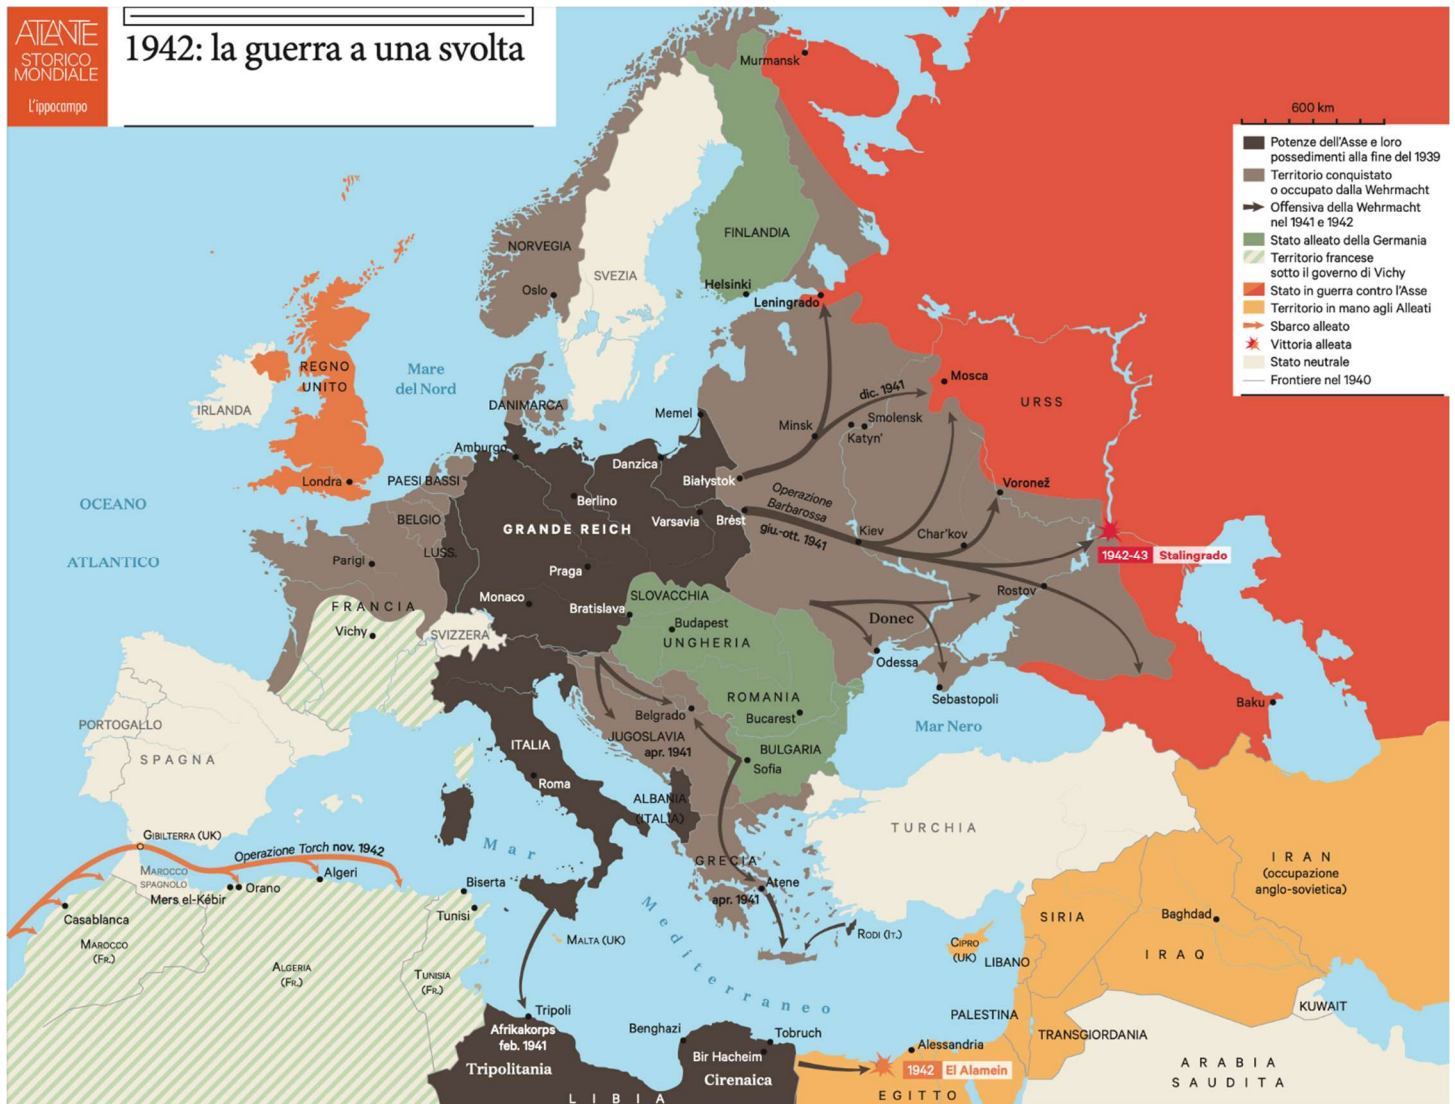 ATLANTE
STORICO
MONDIALE
L'ippocampo
1942: la guerra a una svolta
600 km
Potenze dell'Asse e loro
possedimenti alla fine del 1939
Territorio conquistato
o occupato dalla Wehrmacht
Offensiva della Wehrmacht
nel 1941 e 1942
Stato alleato della Germania
Territorio francese
sotto il governo di Vichy
Stato in guerra contro l'Asse
Territorio in mano agli Alleati
Sbarco alleato
Vittoria alleata
Stato neutrale
Frontiere nel 1940
Murmansk
FINLANDIA
NORVEGIA
SVEZIA
Helsinki
Oslo
Leningrado
REGNO
UNITO
Mare
del Nord
IRLANDA
DANIMARCA
Memel
dic. 1941
Mosca
URSS
Smolensk
Minsk
Katyn'
Amburgo
Danzica
Londra
PAESI BASSI
Białystok
Voronež
OCEANO
ATLANTICO
Berlino
Operazione
Barbarossa
giu.-ott. 1941
BELGIO
GRANDE REICH
Varsavia
Brèst
Kiev
Char'kov
LUSS.
1942-43 Stalingrado
Parigi
Praga
Monaco
Bratislava
SLOVACCHIA
Rostov
FRANCIA
Vichy
SVIZZERA
Budapest
UNGHERIA
Donec
Odessa
Sebastopoli
ROMANIA
Belgrado
Bucarest
Baku
Mar Nero
PORTOGALLO
SPAGNA
ITALIA
JUGOSLAVIA
apr. 1941
BULGARIA
Sofia
Roma
ALBANIA
(ITALIA)
TURCHIA
GIBILTERRA (UK)
Operazione Torch nov. 1942
Mar
Mediterraneo
GRECIA
IRAN
(occupazione
anglo-sovietica)
MAROCCO
SPAGNOLO
Algeri
Orano
Mers el-Kébir
Biserta
Atene
apr. 1941
Casablanca
Tunisi
SIRIA
Baghdad
MAROCCO
(FR.)
MALTA (UK)
RODI (IT.)
CIPRO
(UK)
LIBANO
IRAQ
ALGERIA
(FR.)
TUNISIA
(FR.)
Tripoli
Afrikakorps
feb. 1941
Tripolitania
Benghazi
Tobruch
Bir Hacheim
Cirenaica
PALESTINA
KUWAIT
TRANSGIORDANIA
Alessandria
1942 El Alamein
ARABIA
SAUDITA
LIBIA
EGITTO